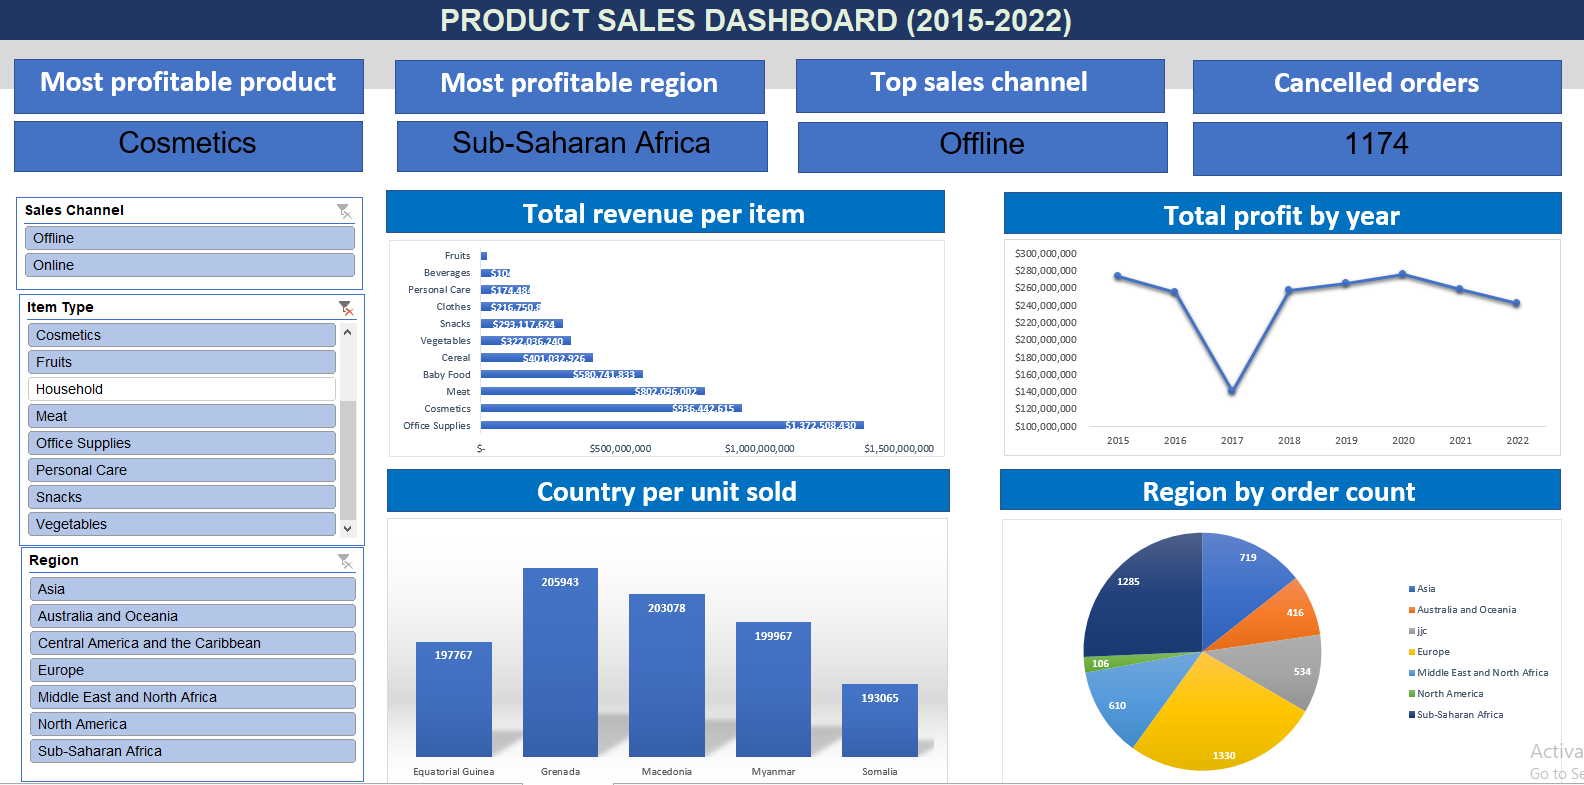 PRODUCT SALES DASHBOARD (2015-2022)
Most profitable product
Most profitable region
Top sales channel
Cancelled orders
Cosmetics
Sub-Saharan Africa
Offline
1174
Sales Channel
Offline
Online
Item Type
Cosmetics
Fruits
Household
Meat
Office Supplies
Personal Care
Snacks
Vegetables
Region
Asia
Australia and Oceania
Central America and the Caribbean
Europe
Middle East and North Africa
North America
Sub-Saharan Africa
Total revenue per item
Fruits
Beverages $104
Personal Care $174,484
Clothes $216,750,8
Snacks $293,117,624
Vegetables $322,036,240
Cereal $401,032,926
Baby Food $580,741,833
Meat $802,096,002
Cosmetics $936,442,615
Office Supplies $1,372,508,430
$- $500,000,000 $1,000,000,000 $1,500,000,000
Total profit by year
$300,000,000
$280,000,000
$260,000,000
$240,000,000
$220,000,000
$200,000,000
$180,000,000
$160,000,000
$140,000,000
$120,000,000
$100,000,000
2015 2016 2017 2018 2019 2020 2021 2022
Country per unit sold
197767
205943
203078
199967
193065
Equatorial Guinea Grenada Macedonia Myanmar Somalia
Region by order count
719
416
534
1330
610
106
1285
Asia
Australia and Oceania
jjc
Europe
Middle East and North Africa
North America
Sub-Saharan Africa
Activa
Go to Se